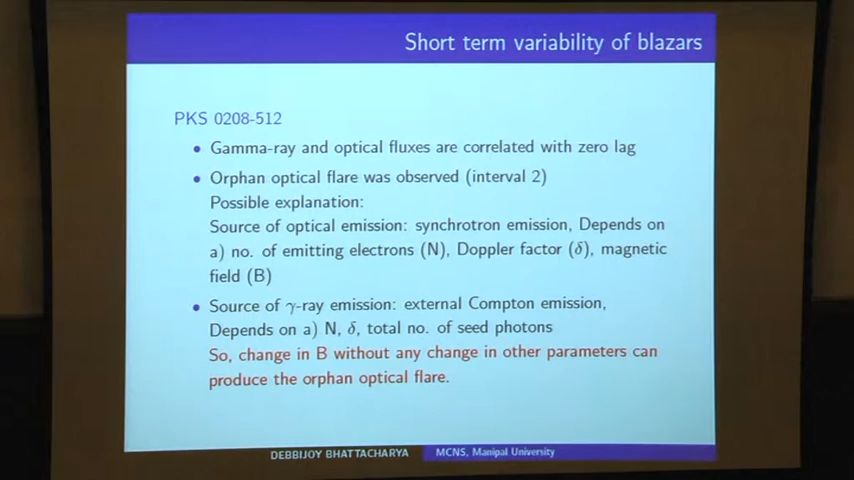 Short term variability of blazars
PKS 0208-512
• Gamma-ray and optical fluxes are correlated with zero lag
• Orphan optical flare was observed (interval 2)
Possible explanation:
Source of optical emission: synchrotron emission, Depends on
a) no. of emitting electrons (N), Doppler factor (δ), magnetic
field (B)
• Source of γ-ray emission: external Compton emission,
Depends on a) N, δ, total no. of seed photons
So, change in B without any change in other parameters can
produce the orphan optical flare.
DEBBIJOY BHATTACHARYA MCNS, Manipal University